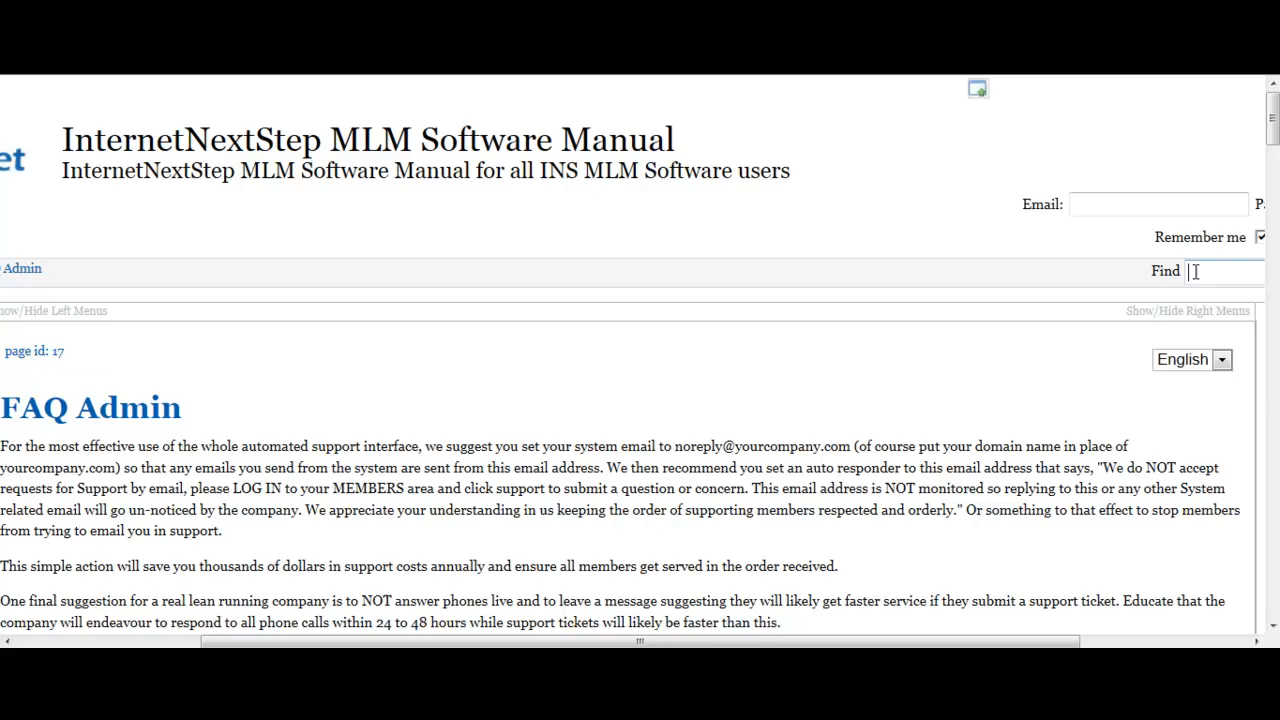 InternetNextStep MLM Software Manual
et
InternetNextStep MLM Software Manual for all INS MLM Software users
Email:
Remember me
Admin
Find
Show/Hide Right Menus
page id: 17
English
FAQ Admin
For the most effective use of the whole automated support interface, we suggest you set your system email to noreply@yourcompany.com (of course put your domain name in place of
yourcompany.com) so that any emails you send from the system are sent from this email address. We then recommend you set an auto responder to this email address that says, "We do NOT accept
requests for Support by email, please LOG IN to your MEMBERS area and click support to submit a question or concern. This email address is NOT monitored so replying to this or any other System
related email will go un-noticed by the company. We appreciate your understanding in us keeping the order of supporting members respected and orderly." Or something to that effect to stop members
from trying to email you in support.
This simple action will save you thousands of dollars in support costs annually and ensure all members get served in the order received.
One final suggestion for a real lean running company is to NOT answer phones live and to leave a message suggesting they will likely get faster service if they submit a support ticket. Educate that the
company will endeavour to respond to all phone calls within 24 to 48 hours while support tickets will likely be faster than this.